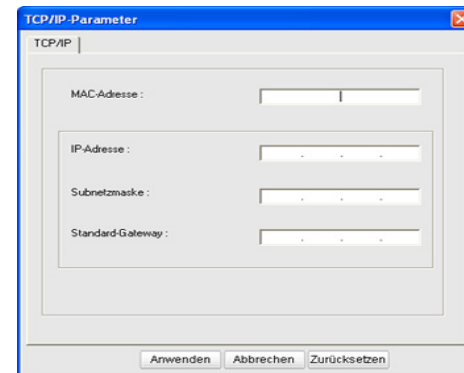 TCP/IP-Parameter
TCP/IP
MAC-Adresse :
IP-Adresse :
. . .
Subnetzmaske :
. . .
Standard-Gateway :
. . .
Anwenden Abbrechen Zurücksetzen